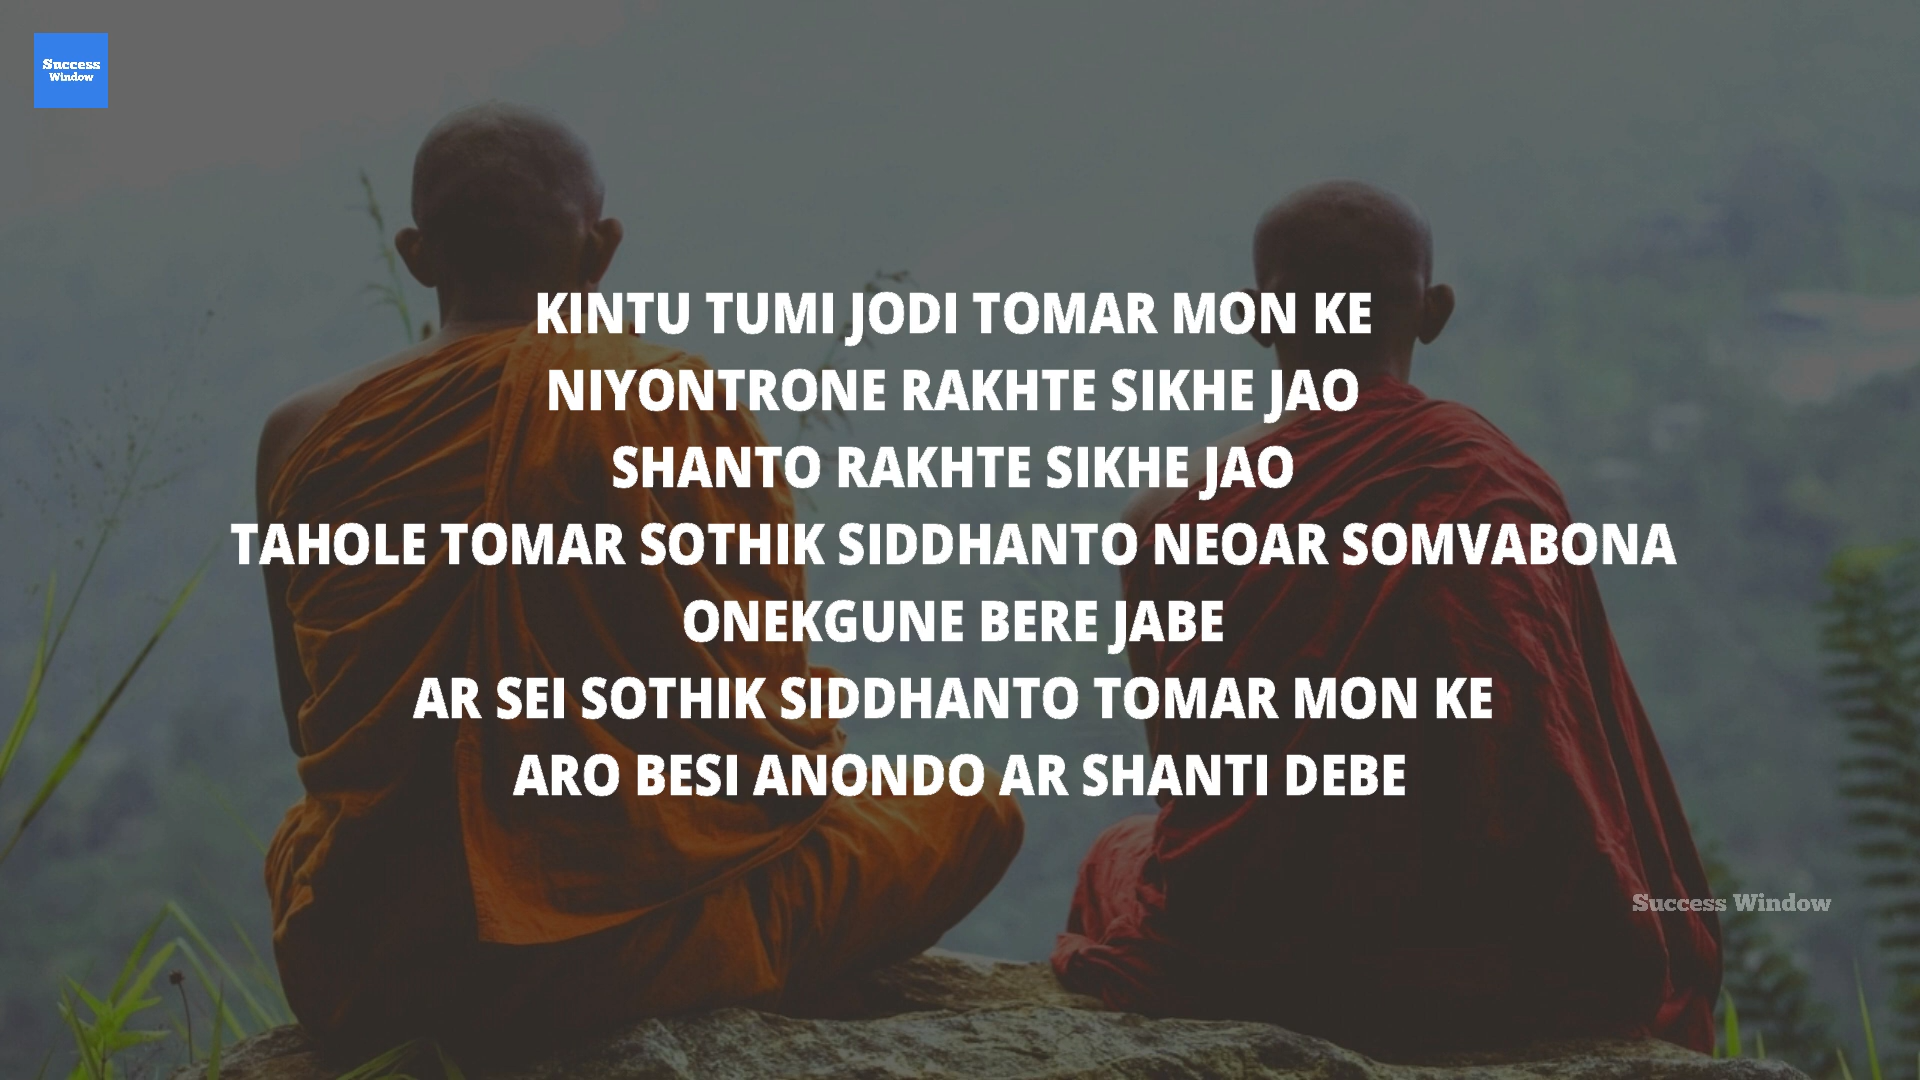 Success
Window
KINTU TUMI JODI TOMAR MON KE
NIYONTRONE RAKHTE SIKHE JAO
SHANTO RAKHTE SIKHE JAO
TAHOLE TOMAR SOTHIK SIDDHANTO NEOAR SOMVABONA
ONEKGUNE BERE JABE
AR SEI SOTHIK SIDDHANTO TOMAR MON KE
ARO BESI ANONDO AR SHANTI DEBE
Success Window